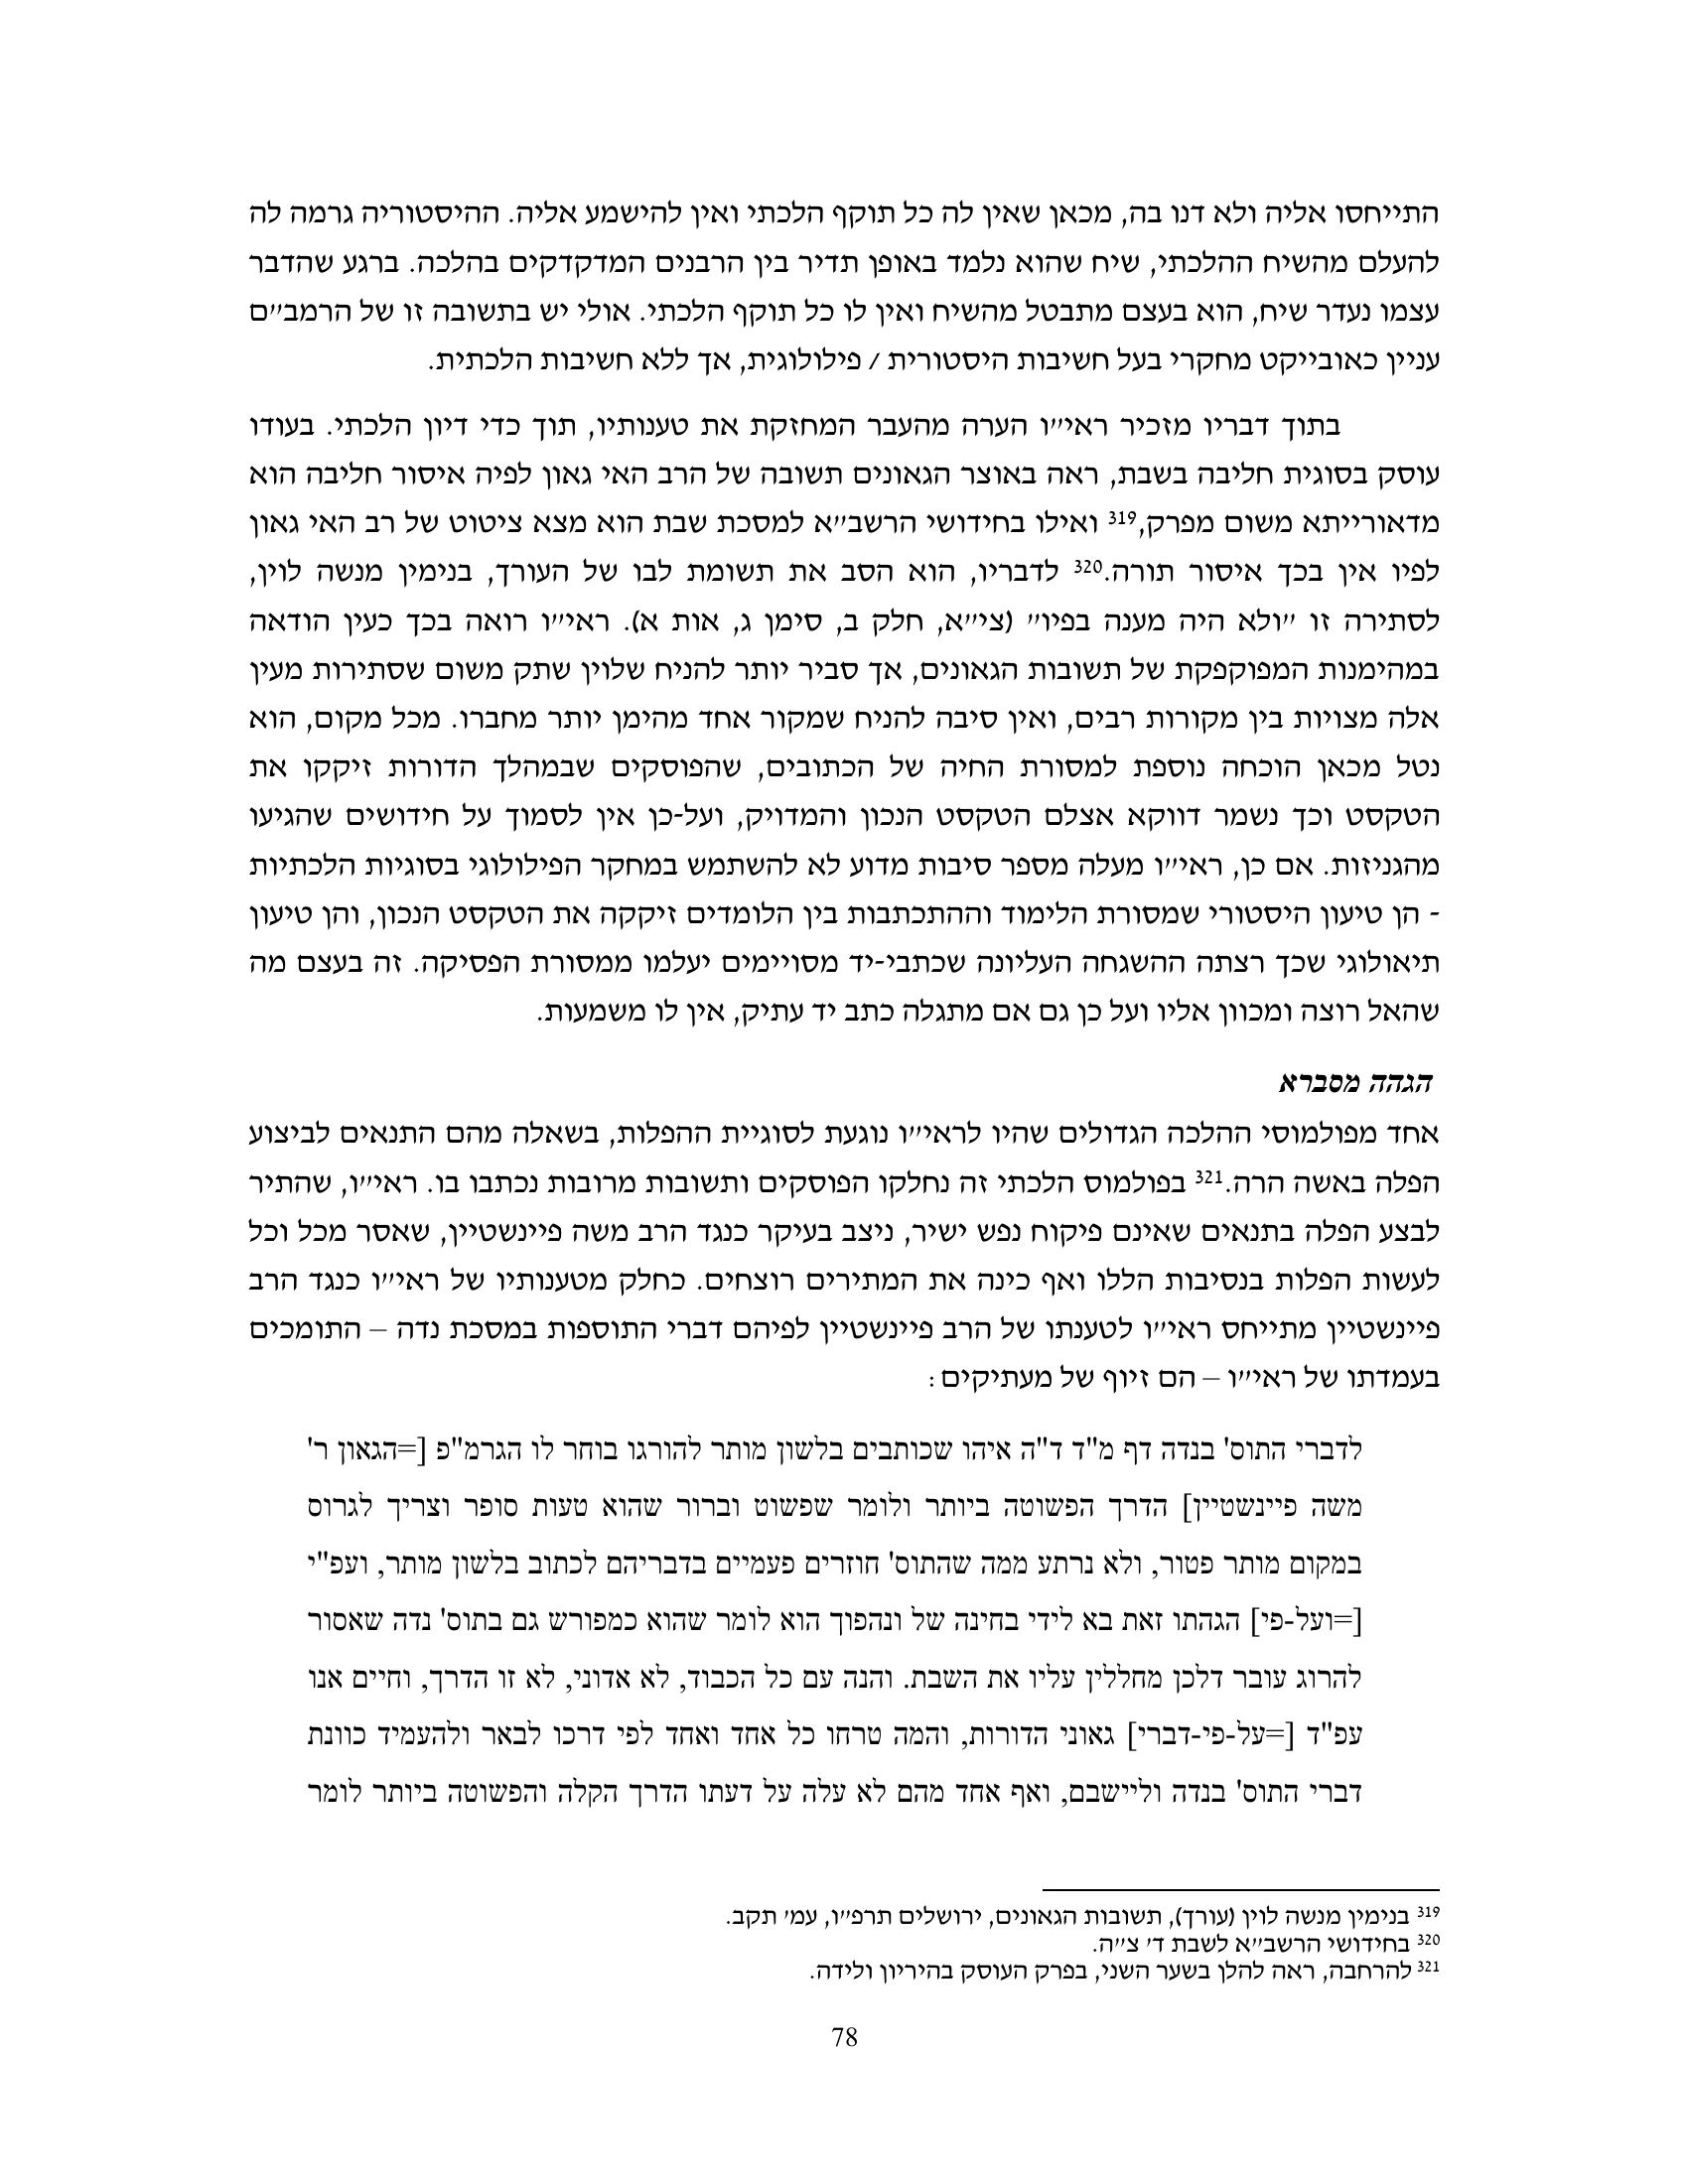 התייחסו אליה ולא דנו בה, מכאן שאין לה כל תוקף הלכתי ואין להישמע אליה. ההיסטוריה גרמה לה
להעלם מהשיח ההלכתי, שיח שהוא נלמד באופן תדיר בין הרבנים המדקדקים בהלכה. ברגע שהדבר
עצמו נעדר שיח, הוא בעצם מתבטל מהשיח ואין לו כל תוקף הלכתי. אולי יש בתשובה זו של הרמב״ם
עניין כאובייקט מחקרי בעל חשיבות היסטורית / פילולוגית, אך ללא חשיבות הלכתית.
בתוך דבריו מזכיר ראי״ו הערה מהעבר המחזקת את טענותיו, תוך כדי דיון הלכתי. בעודו
עוסק בסוגית חליבה בשבת, ראה באוצר הגאונים תשובה של הרב האי גאון לפיה איסור חליבה הוא
מדאורייתא משום מפרק,319 ואילו בחידושי הרשב״א למסכת שבת הוא מצא ציטוט של רב האי גאון
לפיו אין בכך איסור תורה.320 לדבריו, הוא הסב את תשומת לבו של העורך, בנימין מנשה לוין,
לסתירה זו ״ולא היה מענה בפיו״ (צי״א, חלק ב, סימן ג, אות א). ראי״ו רואה בכך כעין הודאה
במהימנות המפוקפקת של תשובות הגאונים, אך סביר יותר להניח שלוין שתק משום שסתירות מעין
אלה מצויות בין מקורות רבים, ואין סיבה להניח שמקור אחד מהימן יותר מחברו. מכל מקום, הוא
נטל מכאן הוכחה נוספת למסורת החיה של הכתובים, שהפוסקים שבמהלך הדורות זיקקו את
הטקסט וכך נשמר דווקא אצלם הטקסט הנכון והמדויק, ועל-כן אין לסמוך על חידושים שהגיעו
מהגניזות. אם כן, ראי״ו מעלה מספר סיבות מדוע לא להשתמש במחקר הפילולוגי בסוגיות הלכתיות
- הן טיעון היסטורי שמסורת הלימוד וההתכתבות בין הלומדים זיקקה את הטקסט הנכון, והן טיעון
תיאולוגי שכך רצתה ההשגחה העליונה שכתבי-יד מסויימים יעלמו ממסורת הפסיקה. זה בעצם מה
שהאל רוצה ומכוון אליו ועל כן גם אם מתגלה כתב יד עתיק, אין לו משמעות.
הגהה מסברא
אחד מפולמוסי ההלכה הגדולים שהיו לראי״ו נוגעת לסוגיית ההפלות, בשאלה מהם התנאים לביצוע
הפלה באשה הרה.321 בפולמוס הלכתי זה נחלקו הפוסקים ותשובות מרובות נכתבו בו. ראי״ו, שהתיר
לבצע הפלה בתנאים שאינם פיקוח נפש ישיר, ניצב בעיקר כנגד הרב משה פיינשטיין, שאסר מכל וכל
לעשות הפלות בנסיבות הללו ואף כינה את המתירים רוצחים. כחלק מטענותיו של ראי״ו כנגד הרב
פיינשטיין מתייחס ראי״ו לטענתו של הרב פיינשטיין לפיהם דברי התוספות במסכת נדה – התומכים
בעמדתו של ראי״ו – הם זיוף של מעתיקים:
לדברי התוס' בנדה דף מ"ד ד"ה איהו שכותבים בלשון מותר להורגו בוחר לו הגרמ"פ [=הגאון ר'
משה פיינשטיין] הדרך הפשוטה ביותר ולומר שפשוט וברור שהוא טעות סופר וצריך לגרוס
במקום מותר פטור, ולא נרתע ממה שהתוס' חוזרים פעמיים בדבריהם לכתוב בלשון מותר, ועפ"י
[=ועל-פי] הגהתו זאת בא לידי בחינה של ונהפוך הוא לומר שהוא כמפורש גם בתוס' נדה שאסור
להרוג עובר דלכן מחללין עליו את השבת. והנה עם כל הכבוד, לא אדוני, לא זו הדרך, וחיים אנו
עפ"ד [=על-פי-דברי] גאוני הדורות, והמה טרחו כל אחד ואחד לפי דרכו לבאר ולהעמיד כוונת
דברי התוס' בנדה וליישבם, ואף אחד מהם לא עלה על דעתו הדרך הקלה והפשוטה ביותר לומר
319 בנימין מנשה לוין (עורך), תשובות הגאונים, ירושלים תרפ״ו, עמ׳ תקב.
320 בחידושי הרשב״א לשבת ד׳ צ״ה.
321 להרחבה, ראה להלן בשער השני, בפרק העוסק בהיריון ולידה.
78